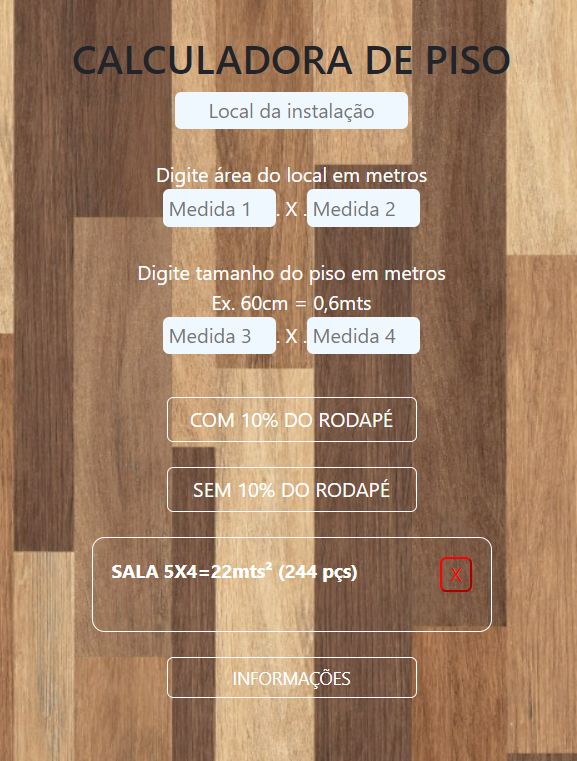 CALCULADORA DE PISO
Local da instalação
Digite área do local em metros
Medida 1 . X . Medida 2
Digite tamanho do piso em metros
Ex. 60cm = 0,6mts
Medida 3 . X . Medida 4
COM 10% DO RODAPÉ
SEM 10% DO RODAPÉ
SALA 5X4=22mts² (244 pçs) X
INFORMAÇÕES